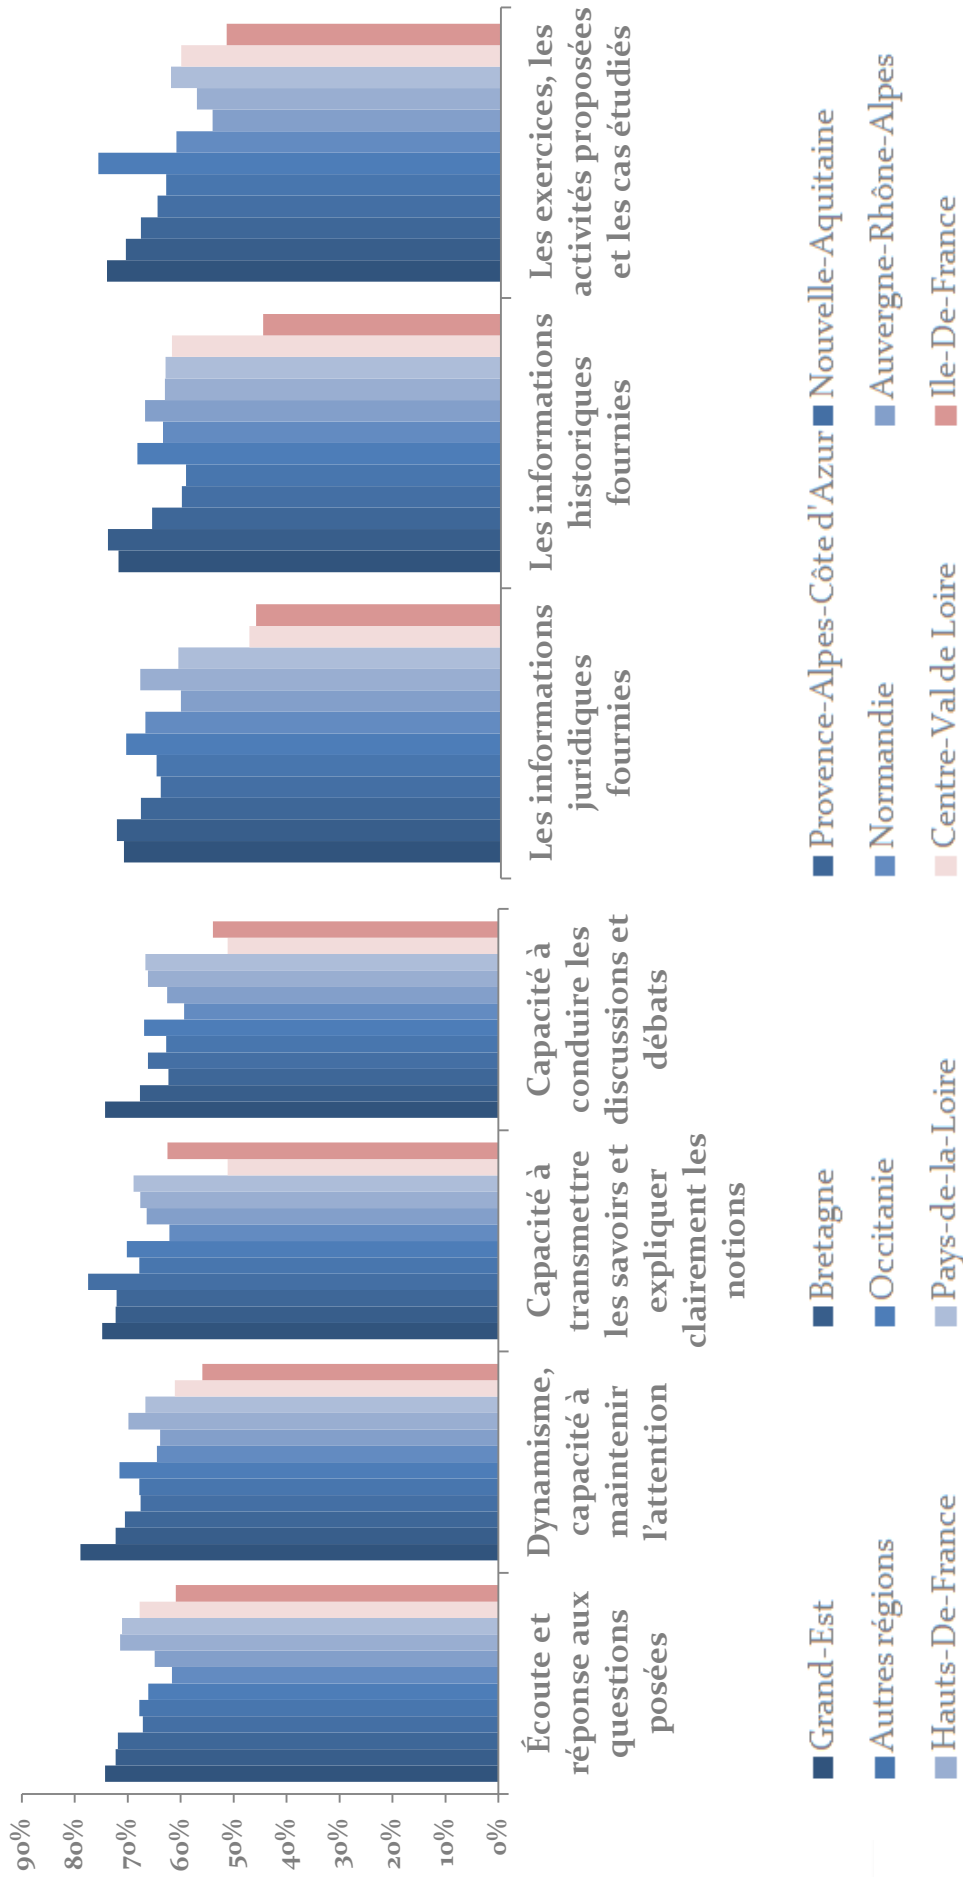 90%
80%
70%
60%
50%
40%
30%
20%
10%
0%
Écoute et
réponse aux
questions
posées
Dynamisme,
capacité à
maintenir
l'attention
Capacité à
transmettre
les savoirs et
expliquer
clairement les
notions
Capacité à
conduire les
discussions et
débats
Les informations
juridiques
fournies
Les informations
historiques
fournies
Les exercices, les
activités proposées
et les cas étudiés
Grand-Est
Bretagne
Provence-Alpes-Côte d'Azur
Nouvelle-Aquitaine
Autres régions
Occitanie
Normandie
Auvergne-Rhône-Alpes
Hauts-De-France
Pays-de-la-Loire
Centre-Val de Loire
Ile-De-France